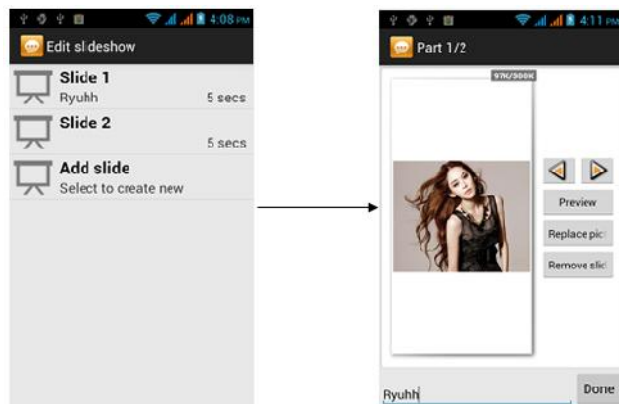 4:08 PM
Edit slideshow
Slide 1
Ryuhh
5 secs
Slide 2
5 secs
Add slide
Select to create new
4:11 PM
Part 1/2
97K/300K
Preview
Replace pic
Remove slid
Ryuhh
Done